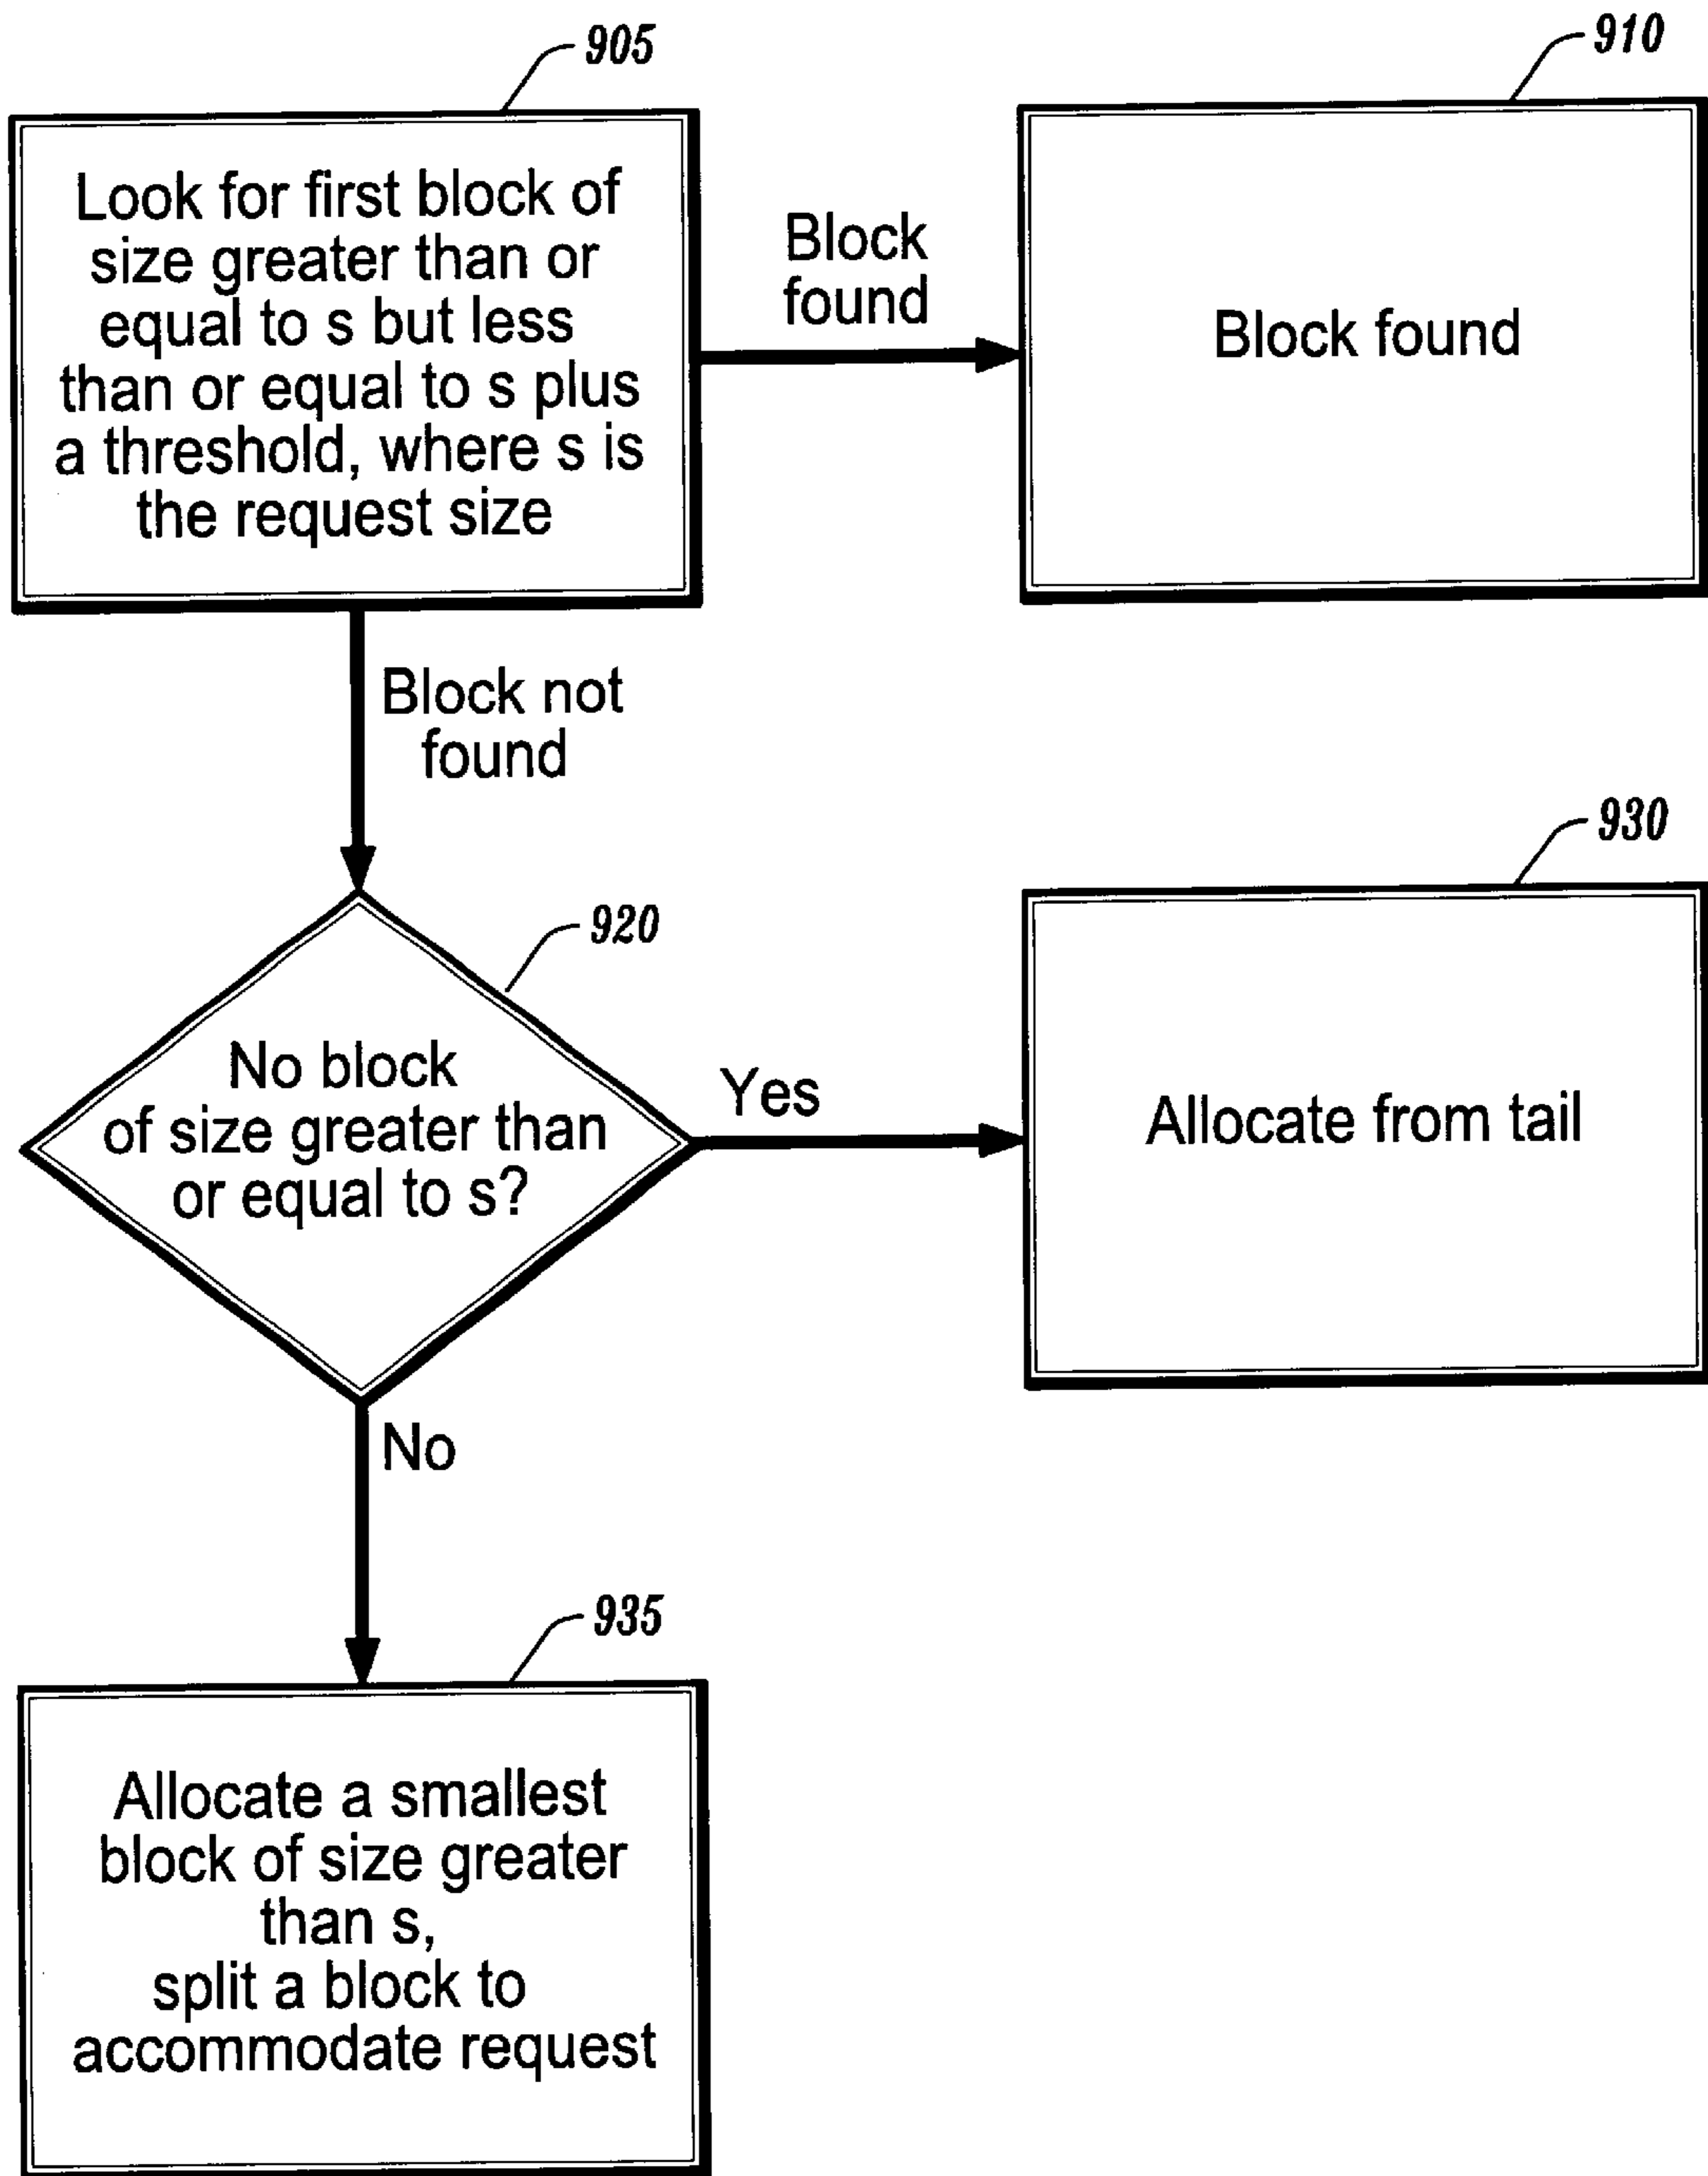 905
Look for first block of
size greater than or
equal to s but less
than or equal to s plus
a threshold, where s is
the request size
Block
found
910
Block found
Block not
found
920
No block
of size greater than
or equal to s?
Yes
930
Allocate from tail
No
935
Allocate a smallest
block of size greater
than s,
split a block to
accommodate request